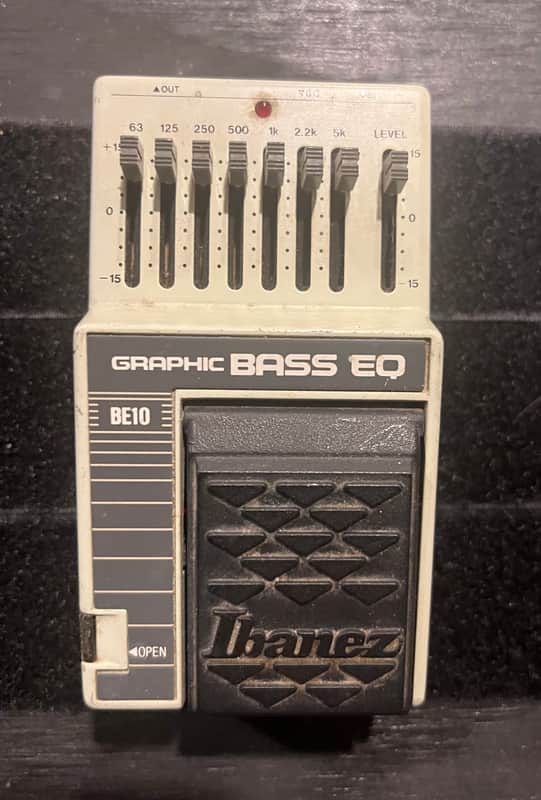 ▲OUT
63 125 250 500 1k 2.2k 5k LEVEL
+15 15
0 0
−15 −15
GRAPHIC BASS EQ
BE10
◀OPEN
Ibanez